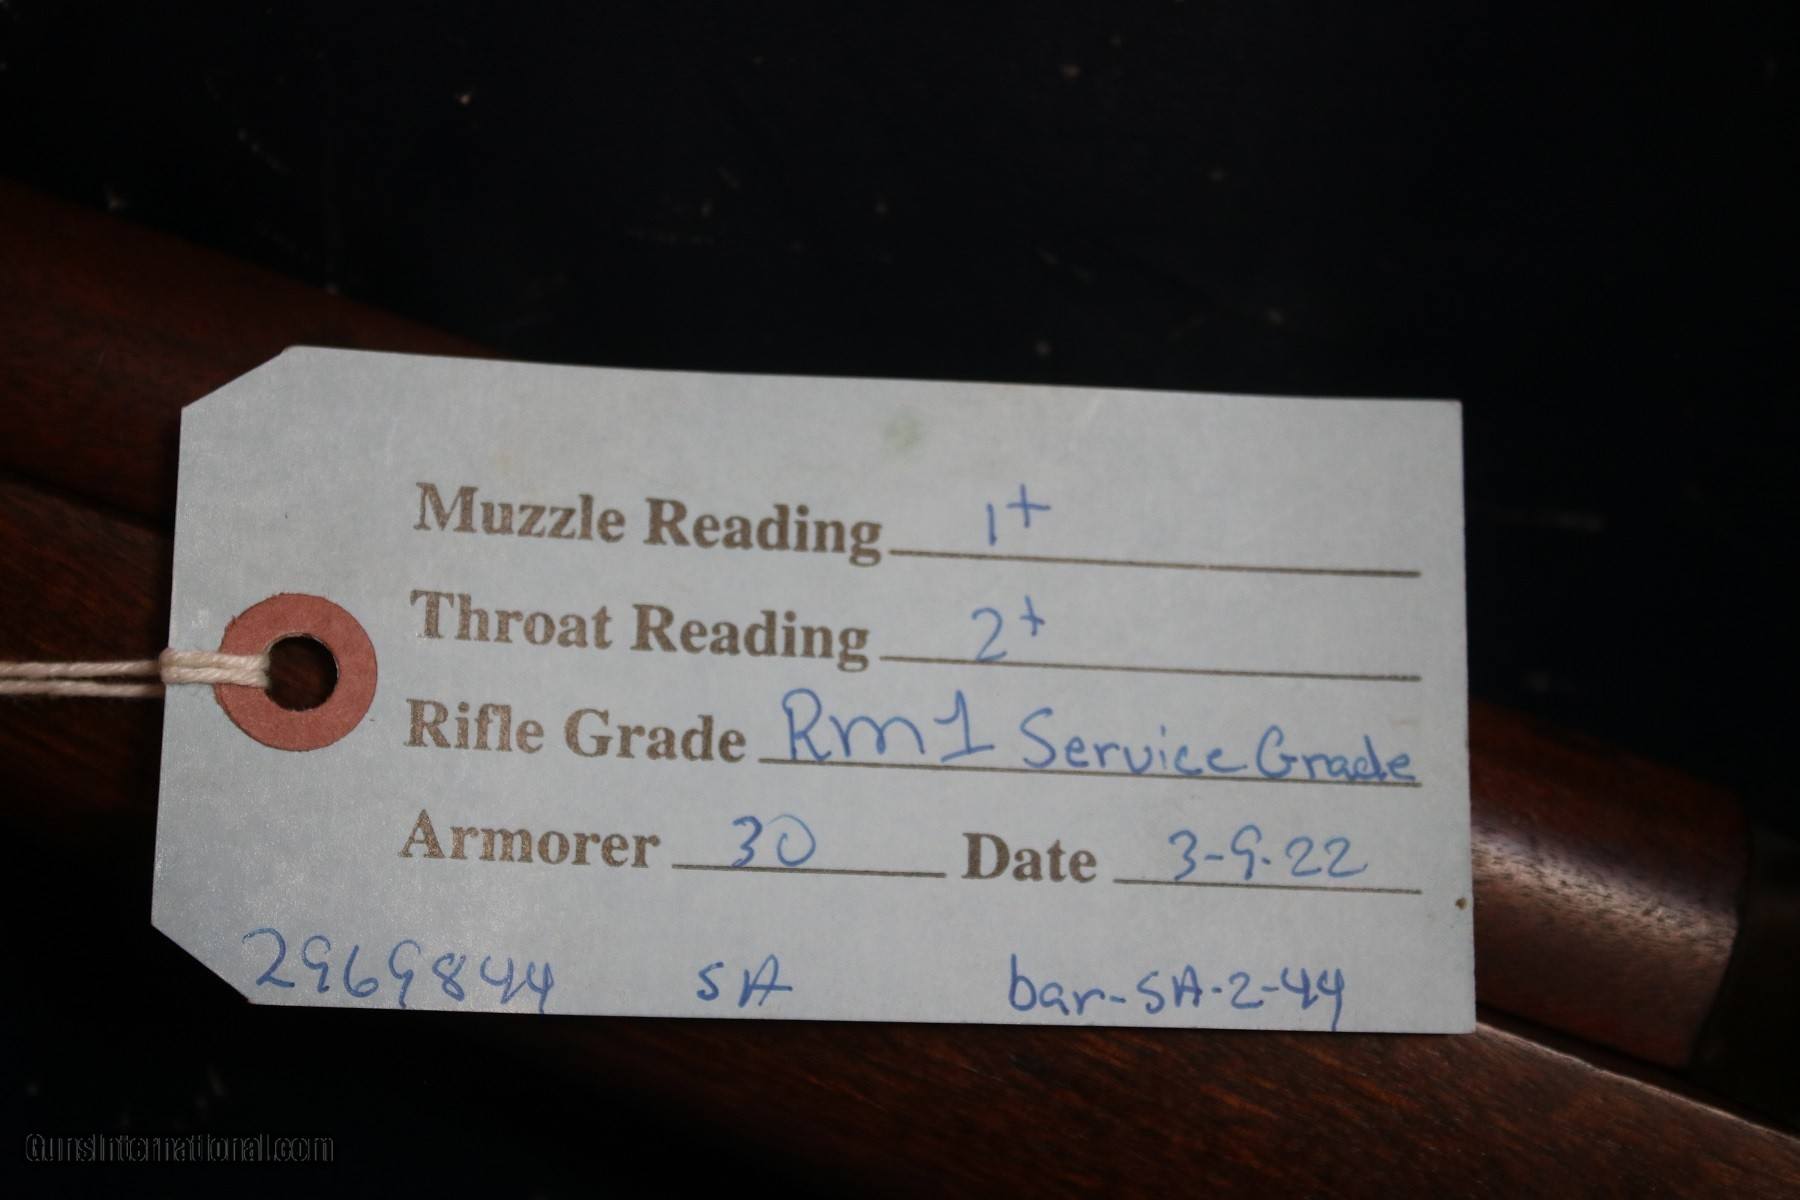 Muzzle Reading 1+
Throat Reading 2+
Rifle Grade Rm1 Service Grade
Armorer 30 Date 3-9-22
2969844 SA bar-SA-2-44
GunsInternational.com